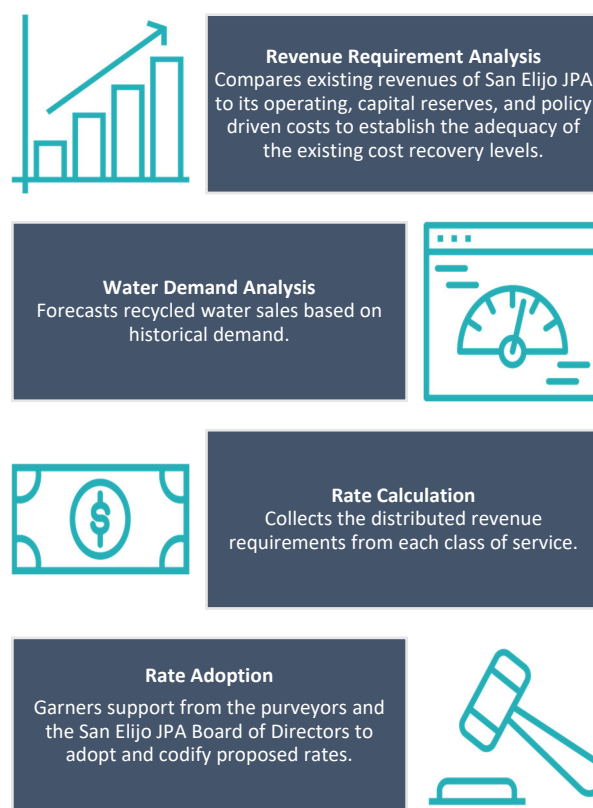 Revenue Requirement Analysis
Compares existing revenues of San Elijo JPA
to its operating, capital reserves, and policy
driven costs to establish the adequacy of
the existing cost recovery levels.
Water Demand Analysis
Forecasts recycled water sales based on
historical demand.
$
Rate Calculation
Collects the distributed revenue
requirements from each class of service.
Rate Adoption
Garners support from the purveyors and
the San Elijo JPA Board of Directors to
adopt and codify proposed rates.